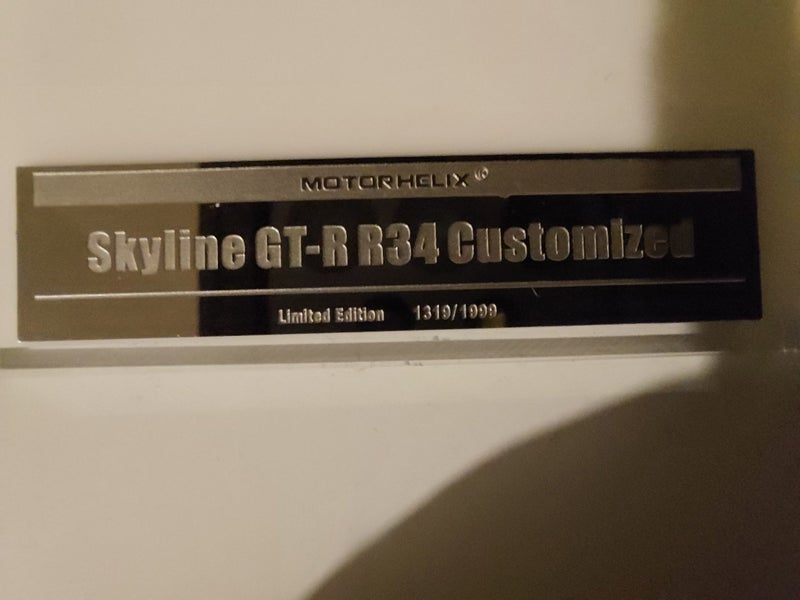 MOTORHELIX
Skyline GT-R R34 Customized
Limited Edition 1319/1999